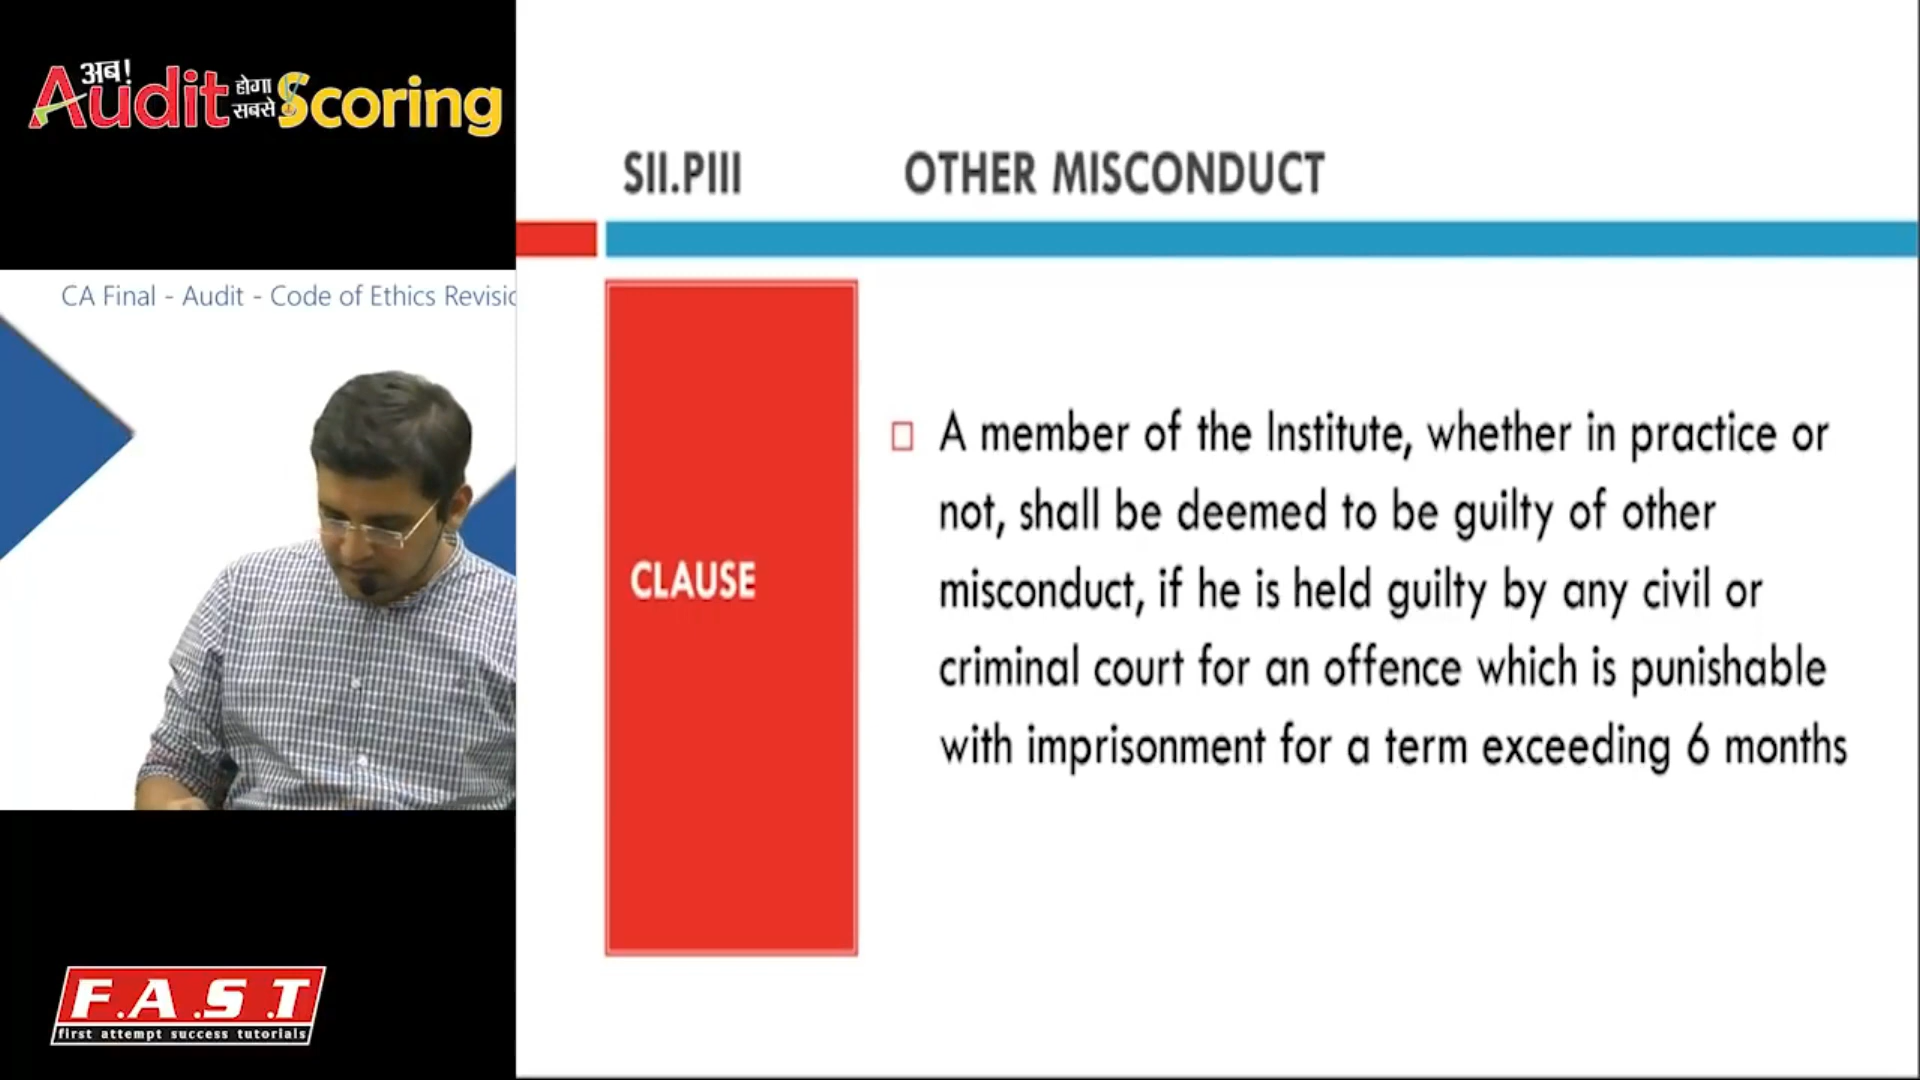 अब!
Audit होगा सबसे Scoring
CA Final - Audit - Code of Ethics Revisio
F.A.S.T
first attempt success tutorials
SII.PIII OTHER MISCONDUCT
CLAUSE
A member of the Institute, whether in practice or
not, shall be deemed to be guilty of other
misconduct, if he is held guilty by any civil or
criminal court for an offence which is punishable
with imprisonment for a term exceeding 6 months